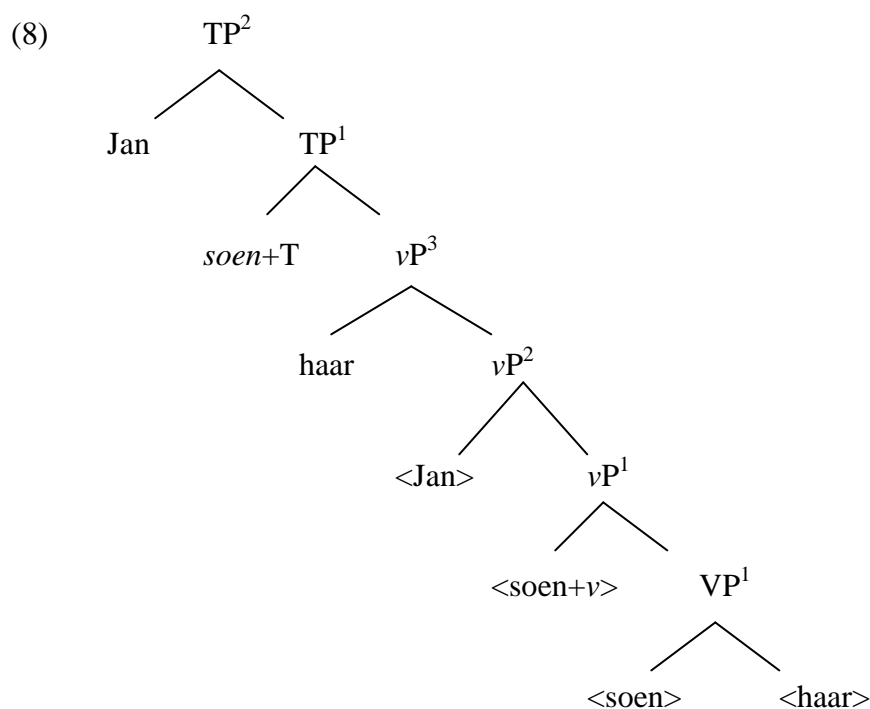 (8) TP²
Jan TP¹
soen+T vP³
haar vP²
<Jan> vP¹
<soen+v> VP¹
<soen> <haar>